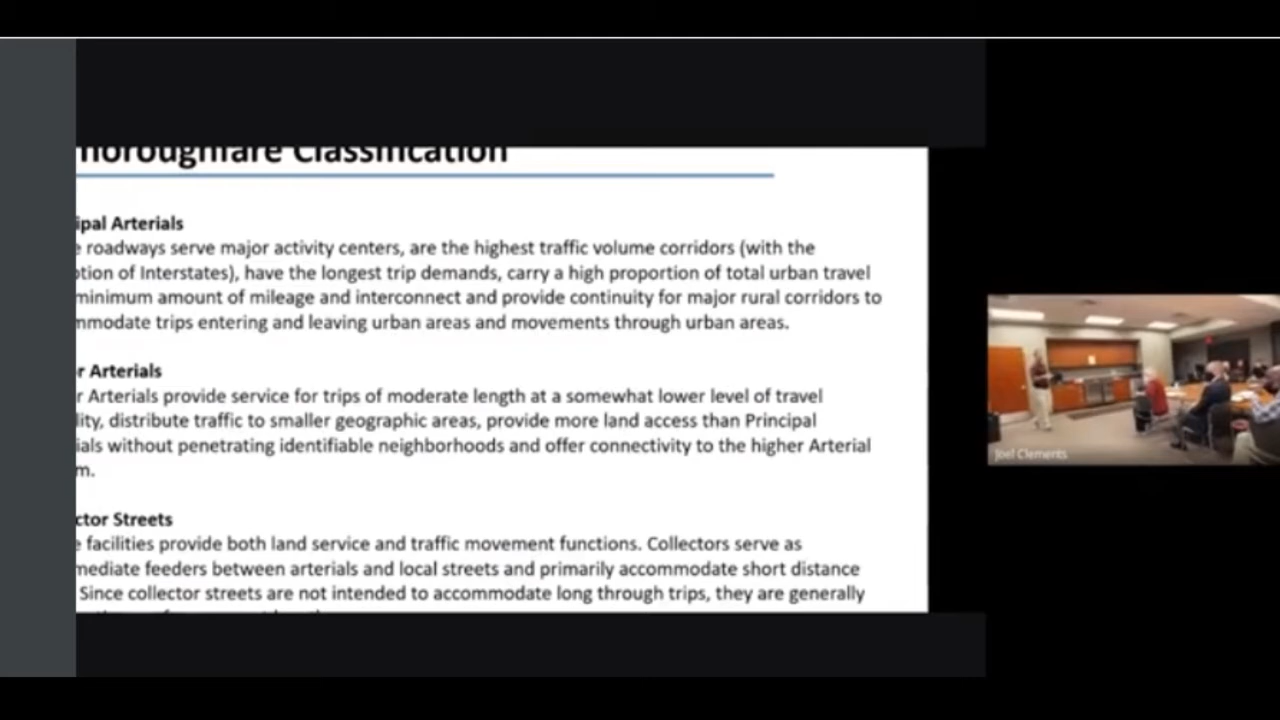 horoughfare Classification
ipal Arterials
e roadways serve major activity centers, are the highest traffic volume corridors (with the
ption of Interstates), have the longest trip demands, carry a high proportion of total urban travel
minimum amount of mileage and interconnect and provide continuity for major rural corridors to
mmodate trips entering and leaving urban areas and movements through urban areas.
r Arterials
r Arterials provide service for trips of moderate length at a somewhat lower level of travel
lity, distribute traffic to smaller geographic areas, provide more land access than Principal
ials without penetrating identifiable neighborhoods and offer connectivity to the higher Arterial
m.
ctor Streets
e facilities provide both land service and traffic movement functions. Collectors serve as
mediate feeders between arterials and local streets and primarily accommodate short distance
Since collector streets are not intended to accommodate long through trips, they are generally
Joel Clements